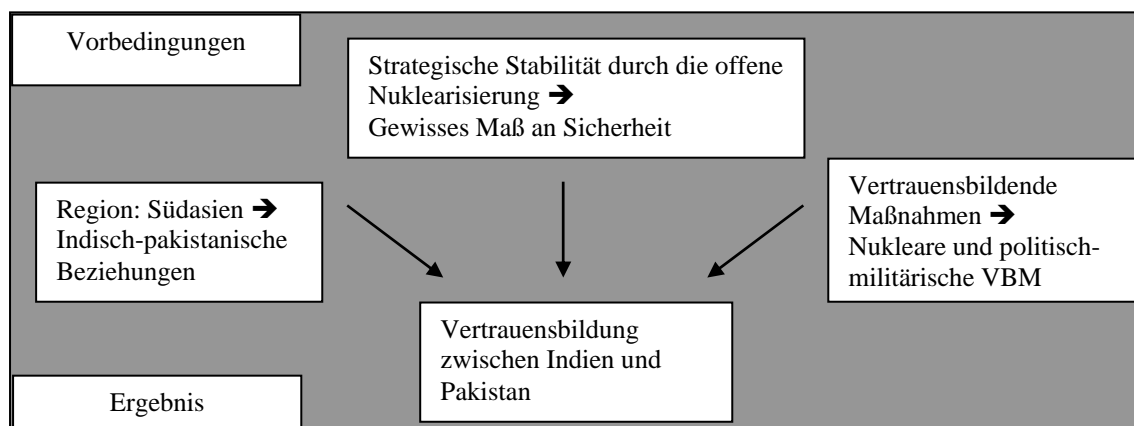 Vorbedingungen
Strategische Stabilität durch die offene
Nuklearisierung ➔
Gewisses Maß an Sicherheit
Region: Südasien ➔
Indisch-pakistanische
Beziehungen
Vertrauensbildende
Maßnahmen ➔
Nukleare und politisch-
militärische VBM
Vertrauensbildung
zwischen Indien und
Pakistan
Ergebnis